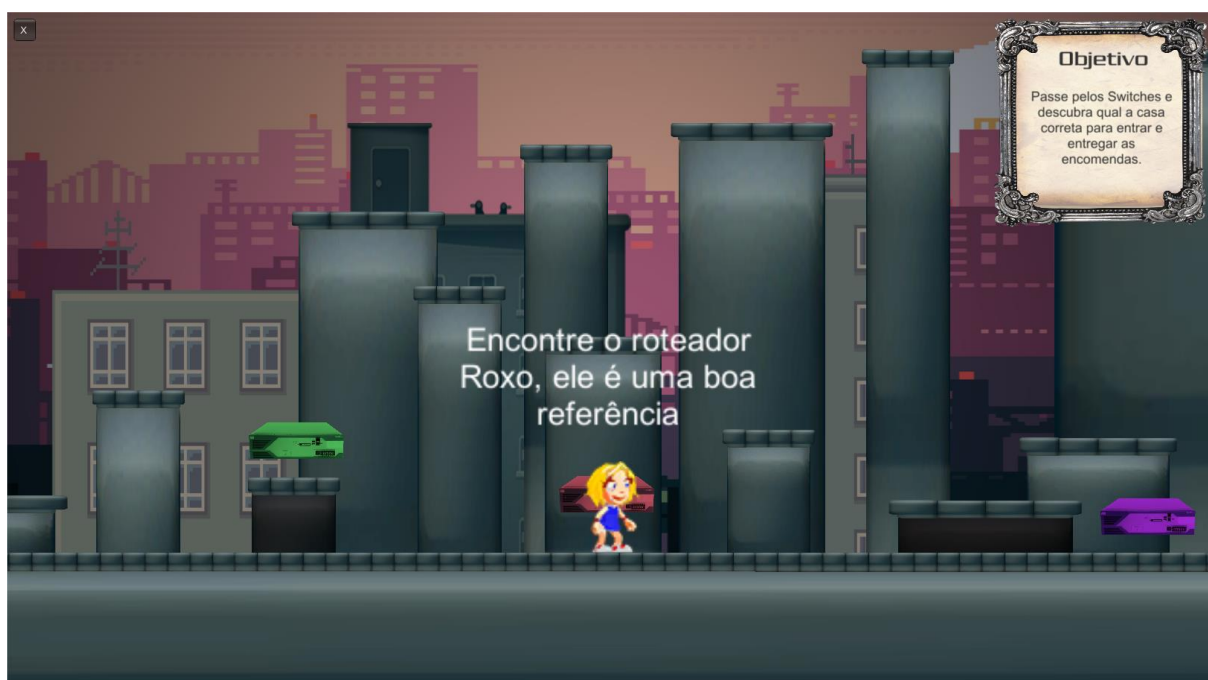 X
Objetivo
Passe pelos Switches e
descubra qual a casa
correta para entrar e
entregar as
encomendas.
Encontre o roteador
Roxo, ele é uma boa
referência